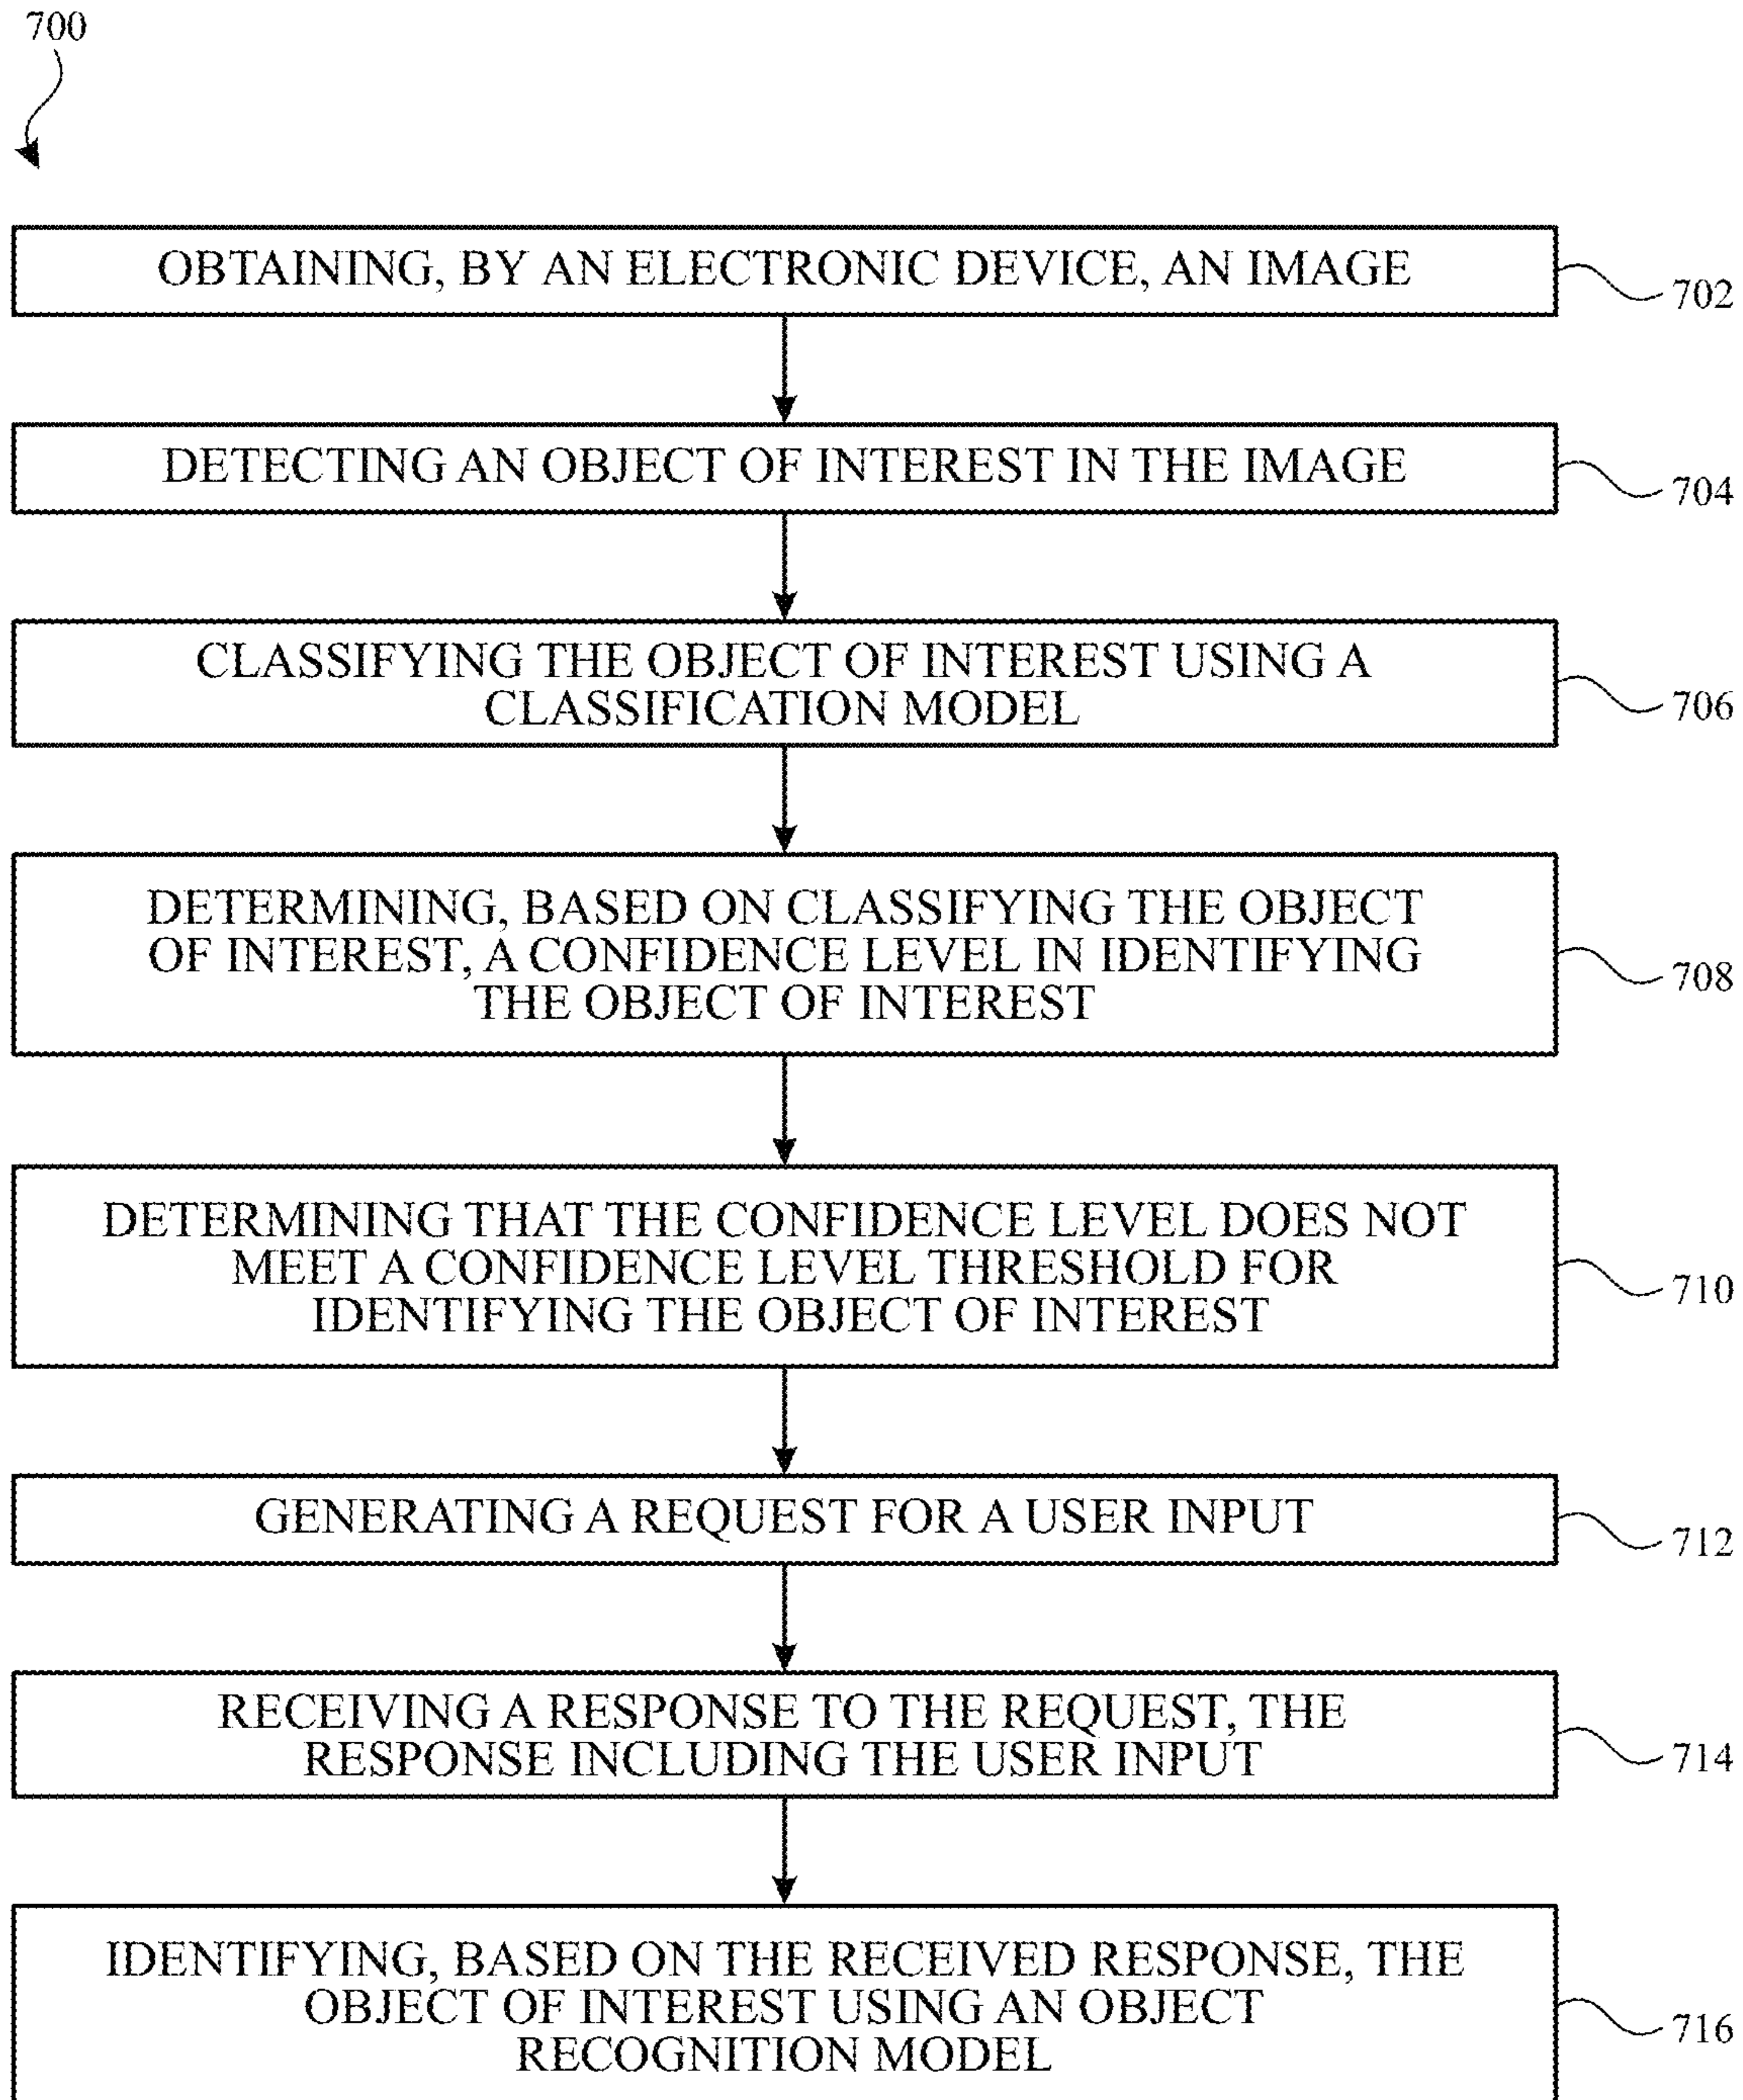 700
OBTAINING, BY AN ELECTRONIC DEVICE, AN IMAGE
702
DETECTING AN OBJECT OF INTEREST IN THE IMAGE
704
CLASSIFYING THE OBJECT OF INTEREST USING A
CLASSIFICATION MODEL
706
DETERMINING, BASED ON CLASSIFYING THE OBJECT
OF INTEREST, A CONFIDENCE LEVEL IN IDENTIFYING
THE OBJECT OF INTEREST
708
DETERMINING THAT THE CONFIDENCE LEVEL DOES NOT
MEET A CONFIDENCE LEVEL THRESHOLD FOR
IDENTIFYING THE OBJECT OF INTEREST
710
GENERATING A REQUEST FOR A USER INPUT
712
RECEIVING A RESPONSE TO THE REQUEST, THE
RESPONSE INCLUDING THE USER INPUT
714
IDENTIFYING, BASED ON THE RECEIVED RESPONSE, THE
OBJECT OF INTEREST USING AN OBJECT
RECOGNITION MODEL
716